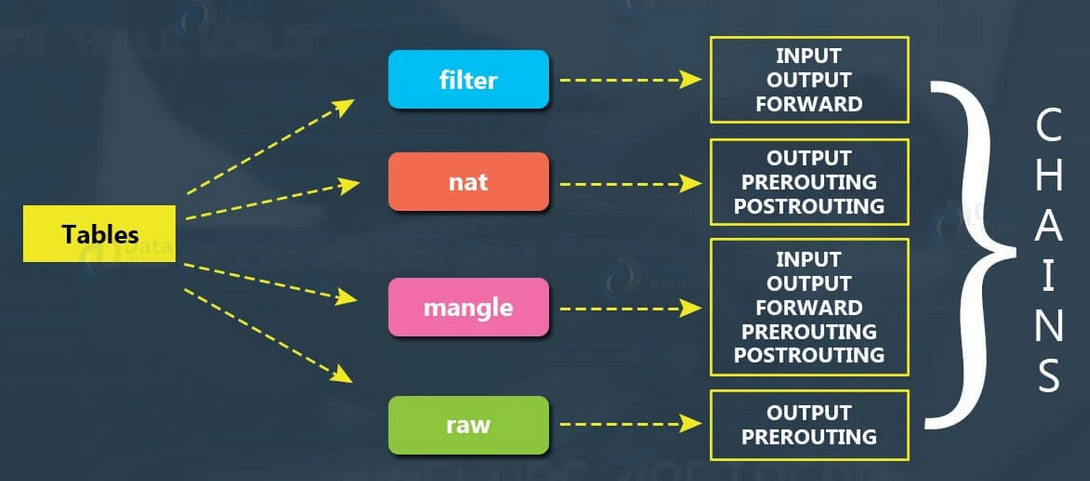 Tables
filter
INPUT
OUTPUT
FORWARD
nat
OUTPUT
PREROUTING
POSTROUTING
mangle
INPUT
OUTPUT
FORWARD
PREROUTING
POSTROUTING
raw
OUTPUT
PREROUTING
CHAINS